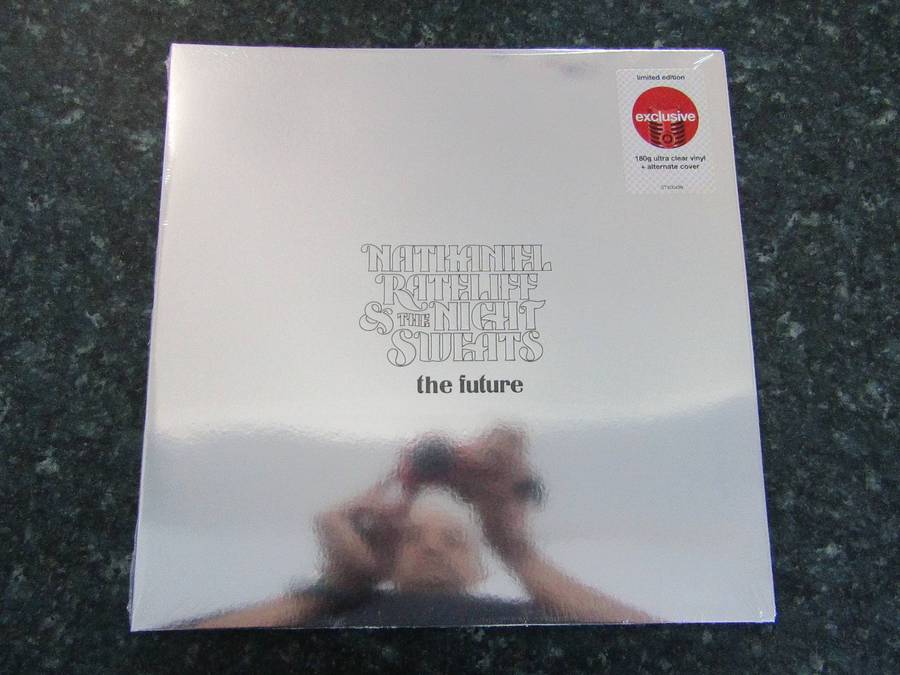 limited edition
exclusive
180g ultra clear vinyl
+ alternate cover
NATHANIEL
RATELIFF
& THE NIGHT
SWEATS
the future